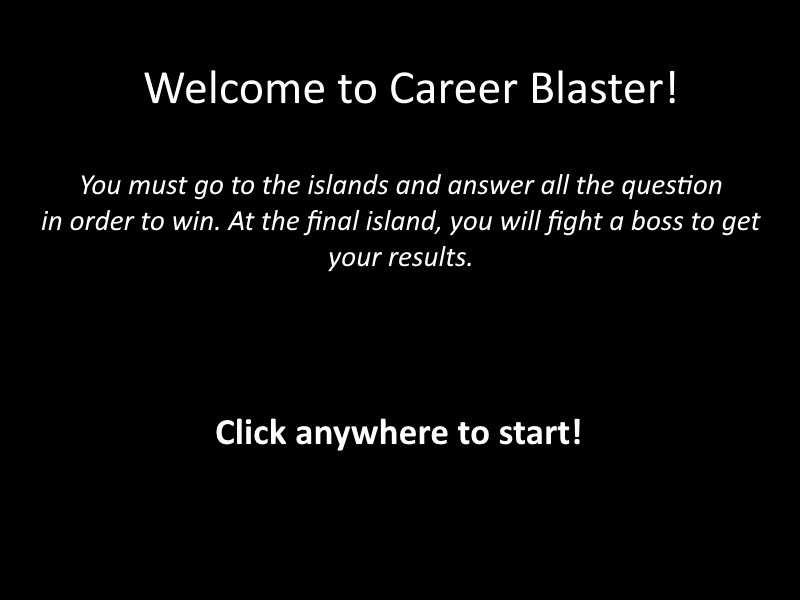 Welcome to Career Blaster!
You must go to the islands and answer all the question
in order to win. At the final island, you will fight a boss to get
your results.
Click anywhere to start!